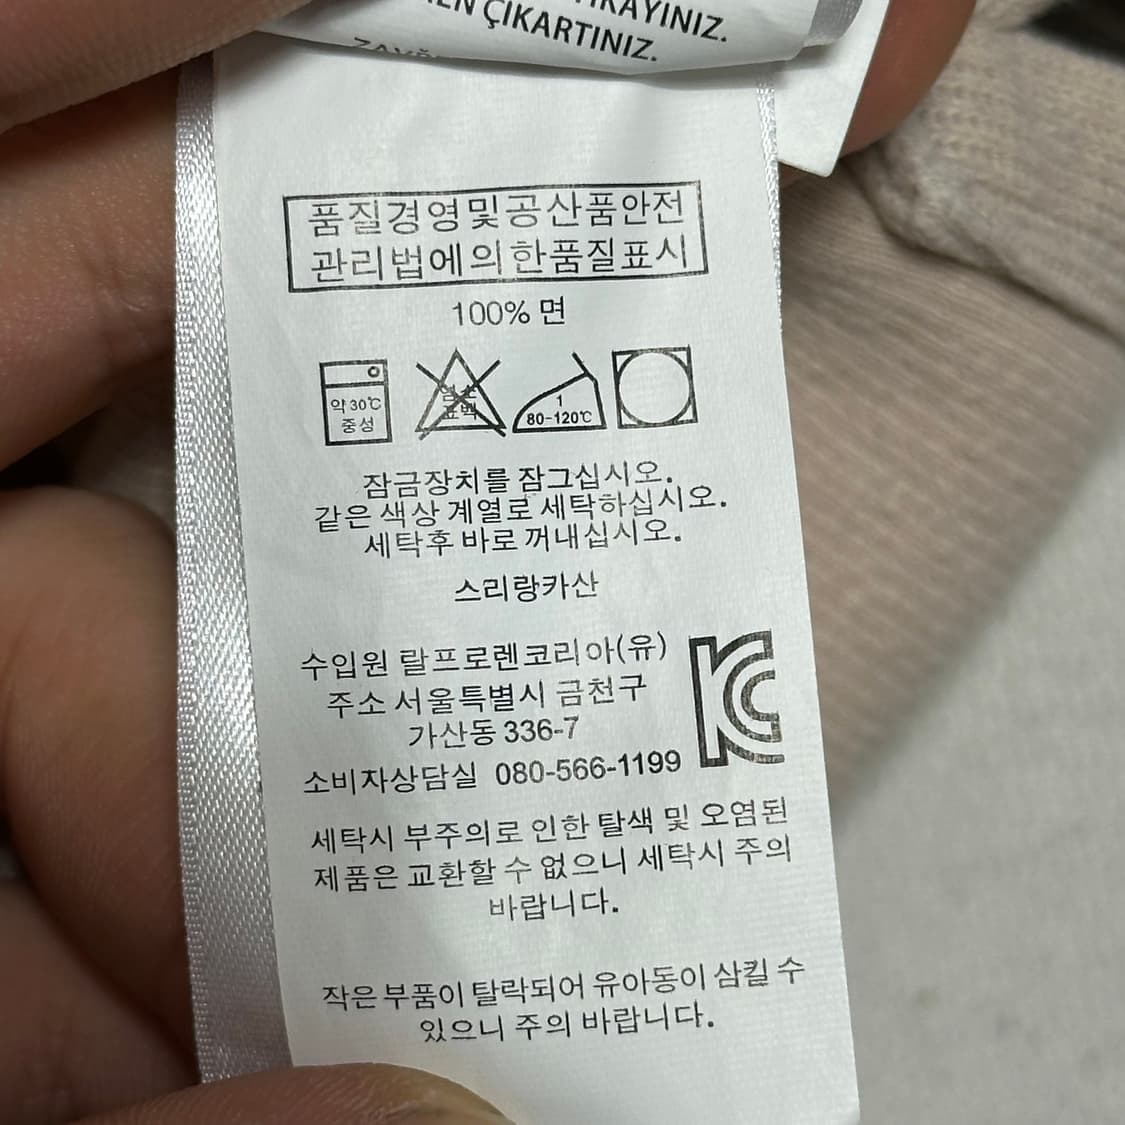 ÇIKARTINIZ.
품질경영및공산품안전
관리법에의한품질표시
100% 면
약 30℃
중성
염소
표백
1
80-120℃
잠금장치를 잠그십시오.
같은 색상 계열로 세탁하십시오.
세탁후 바로 꺼내십시오.
스리랑카산
수입원 랄프로렌코리아(유)
주소 서울특별시 금천구
가산동 336-7
소비자상담실 080-566-1199
세탁시 부주의로 인한 탈색 및 오염된
제품은 교환할 수 없으니 세탁시 주의
바랍니다.
작은 부품이 탈락되어 유아동이 삼킬 수
있으니 주의 바랍니다.